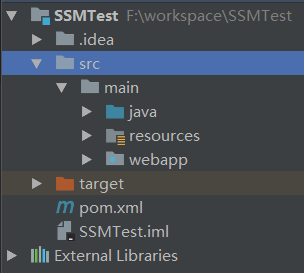 SSMTest F:\workspace\SSMTest
.idea
src
main
java
resources
webapp
target
pom.xml
SSMTest.iml
External Libraries